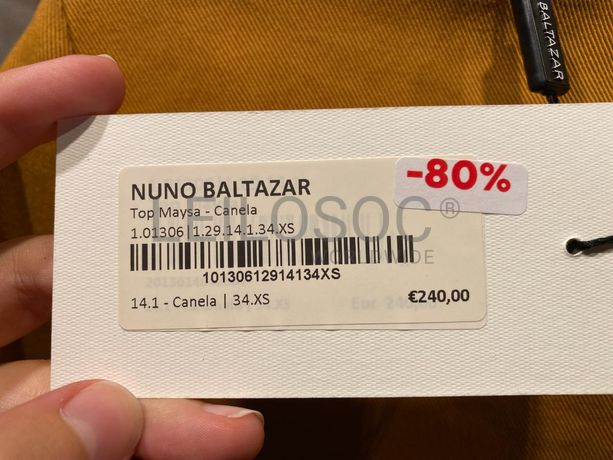 BALTAZAR
-80%
NUNO BALTAZAR
Top Maysa - Canela
1.01306|1.29.14.1.34.XS
LEILOSOC®
WORLDWIDE
10130612914134XS
14.1 - Canela | 34.XS
€240,00